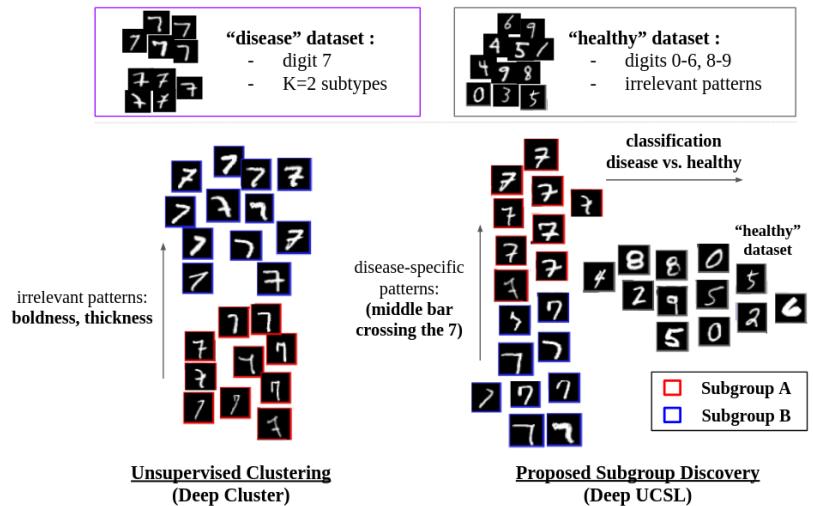 “disease” dataset :
- digit 7
- K=2 subtypes
“healthy” dataset :
- digits 0-6, 8-9
- irrelevant patterns
classification
disease vs. healthy
“healthy”
dataset
irrelevant patterns:
boldness, thickness
disease-specific
patterns:
(middle bar
crossing the 7)
Subgroup A
Subgroup B
Unsupervised Clustering
(Deep Cluster)
Proposed Subgroup Discovery
(Deep UCSL)